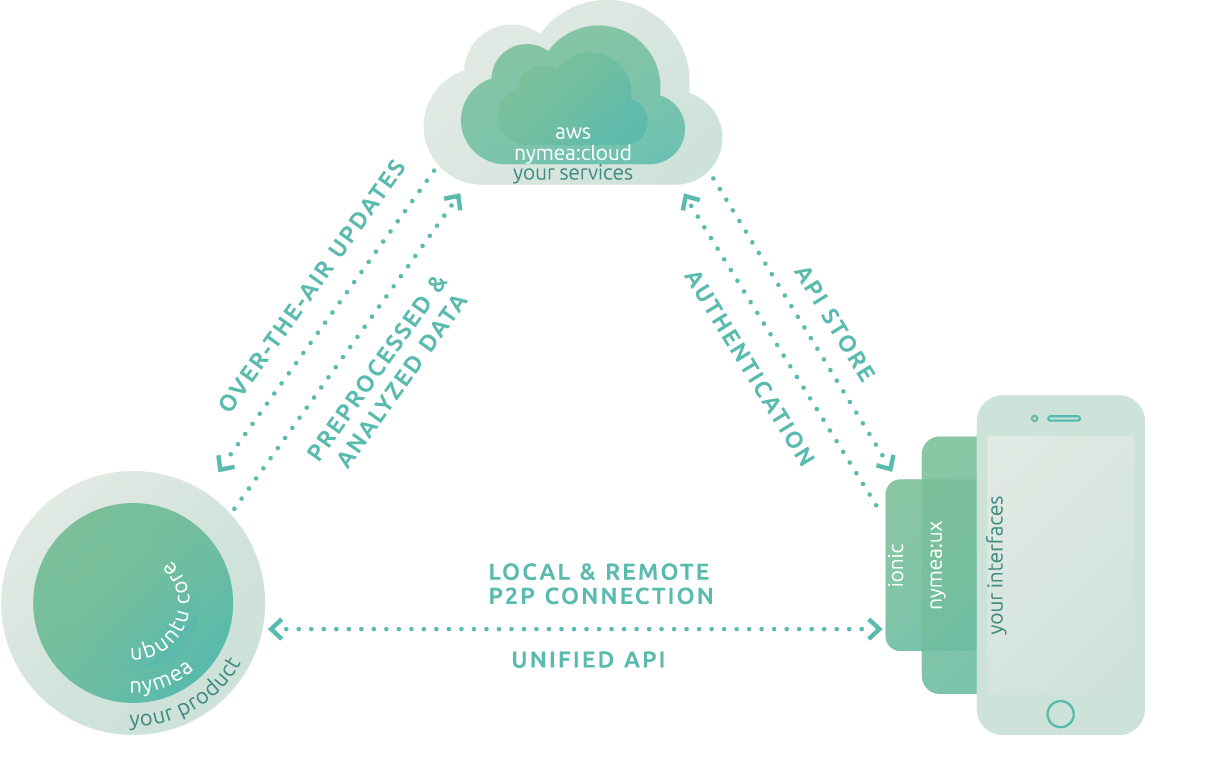 aws
nymea:cloud
your services
OVER-THE-AIR UPDATES
PREPROCESSED &
ANALYZED DATA
AUTHENTICATION
API STORE
ubuntu core
nymea
your product
LOCAL & REMOTE
P2P CONNECTION
UNIFIED API
ionic
nymea:ux
your interfaces